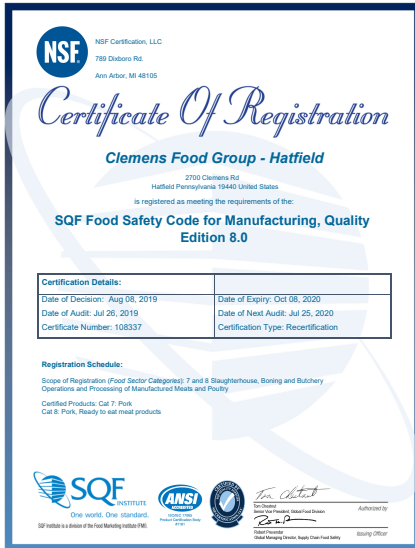 NSF
NSF Certification, LLC
789 Dixboro Rd.
Ann Arbor, MI 48105
Certificate Of Registration
Clemens Food Group - Hatfield
2700 Clemens Rd
Hatfield Pennsylvania 19440 United States
is registered as meeting the requirements of the:
SQF Food Safety Code for Manufacturing, Quality
Edition 8.0
Certification Details:
Date of Decision: Aug 08, 2019
Date of Expiry: Oct 08, 2020
Date of Audit: Jul 26, 2019
Date of Next Audit: Jul 25, 2020
Certificate Number: 108337
Certification Type: Recertification
Registration Schedule:
Scope of Registration (Food Sector Categories): 7 and 8 Slaughterhouse, Boning and Butchery
Operations and Processing of Manufactured Meats and Poultry
Certified Products: Cat 7: Pork
Cat 8: Pork, Ready to eat meat products
SQF
INSTITUTE
One world. One standard.
SQF Institute is a division of the Food Marketing Institute (FMI).
ANSI
ACCREDITED
Product Certification Body
Tom Chestnut
Tom Chestnut
Senior Vice President, Global Food Division
Authorized by
Robert Prevendar
Global Managing Director, Supply Chain Food Safety
Issuing Officer